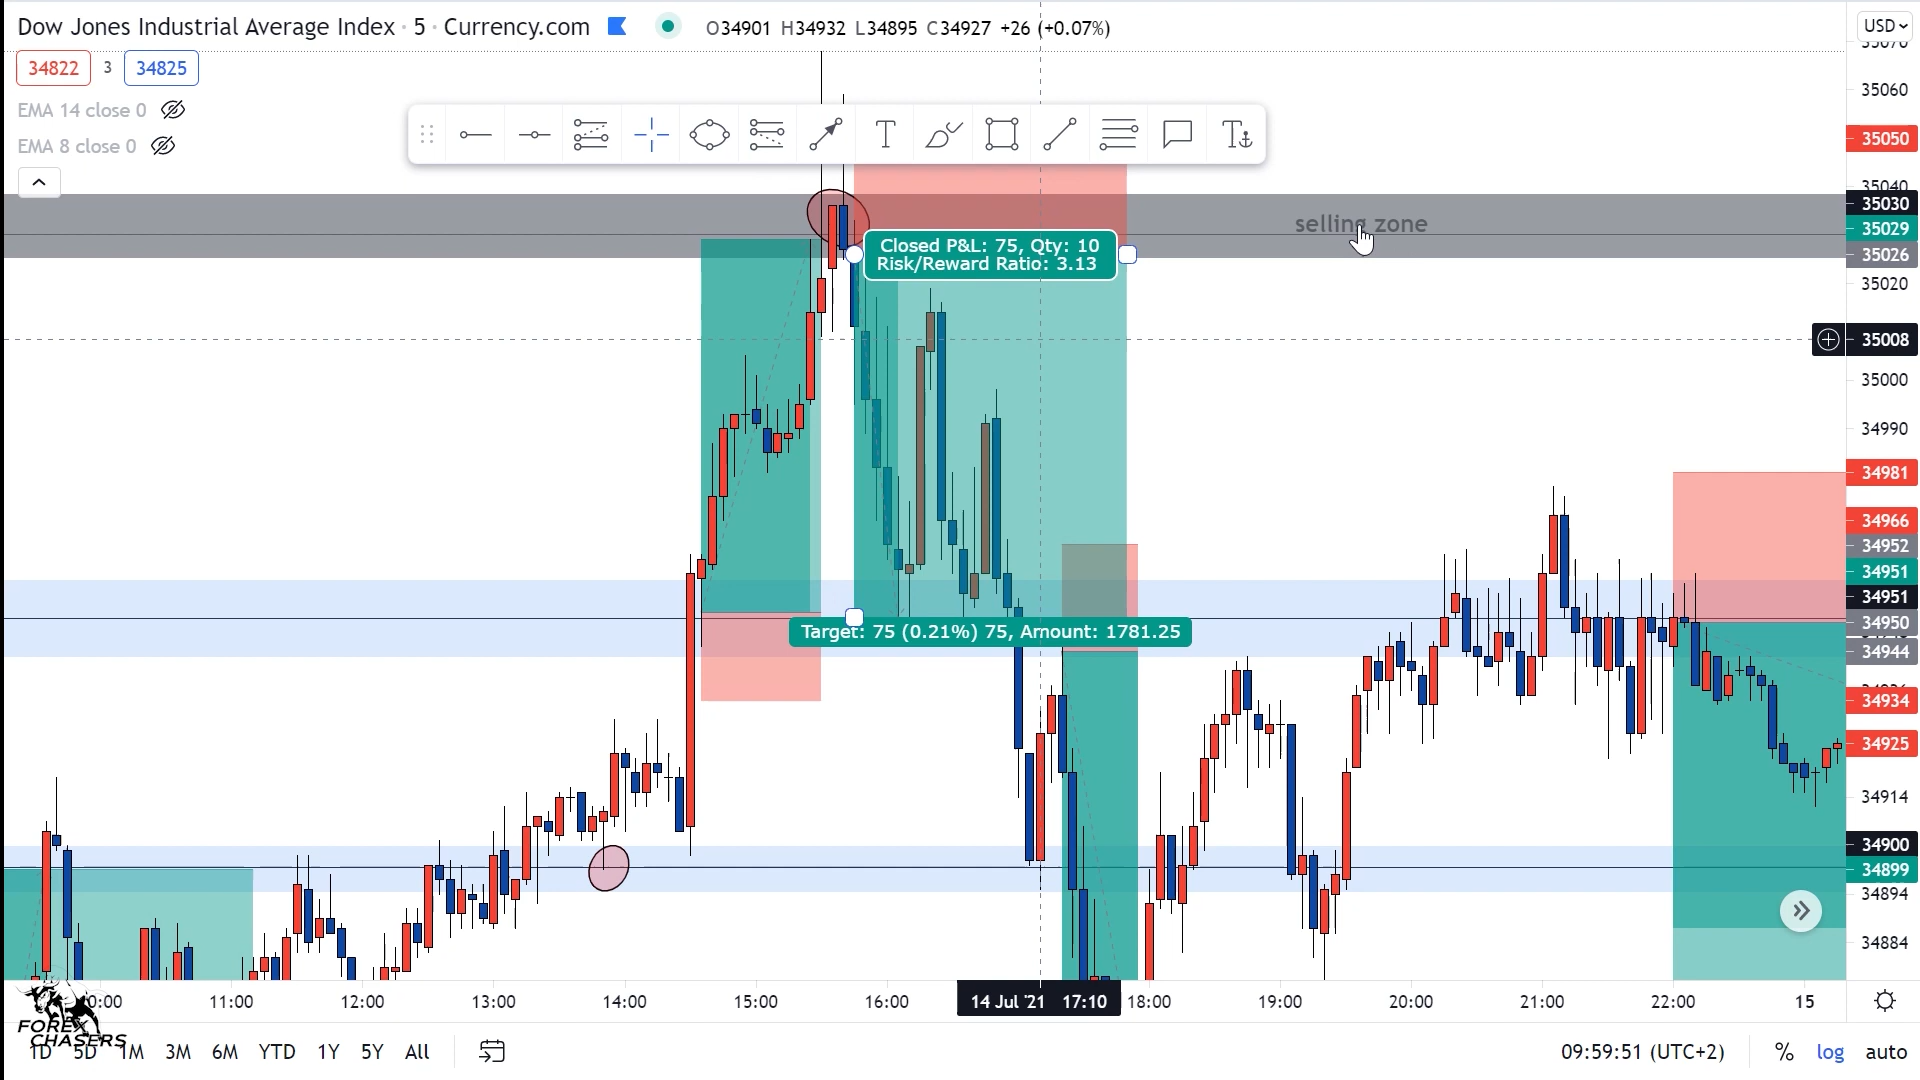 Dow Jones Industrial Average Index · 5 · Currency.com O34901 H34932 L34895 C34927 +26 (+0.07%)
USD
34822 3 34825
35060
EMA 14 close 0
35050
EMA 8 close 0
35040
35030
selling zone
35029
Closed P&L: 75, Qty: 10
35026
Risk/Reward Ratio: 3.13
35020
35008
35000
34990
34981
34966
34952
34951
34951
34950
Target: 75 (0.21%) 75, Amount: 1781.25
34944
34934
34925
34914
34900
34899
34894
34884
0:00 11:00 12:00 13:00 14:00 15:00 16:00 14 Jul '21 17:10 18:00 19:00 20:00 21:00 22:00 15
FOREX
CHASERS
1D 5D 1M 3M 6M YTD 1Y 5Y All 09:59:51 (UTC+2) % log auto